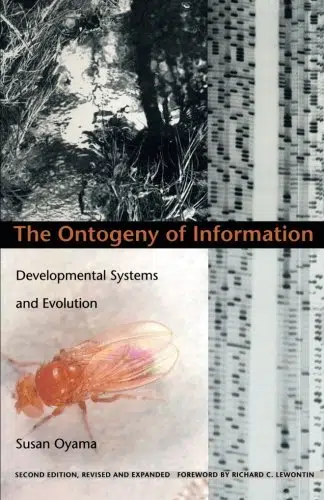 The Ontogeny of Information
Developmental Systems
and Evolution
Susan Oyama
SECOND EDITION, REVISED AND EXPANDED FOREWORD BY RICHARD C. LEWONTIN